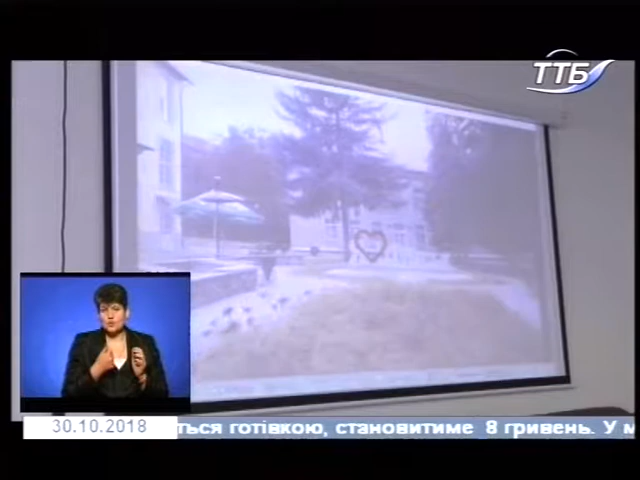 ТТБ
30.10.2018
ться готівкою, становитиме 8 гривень. У м